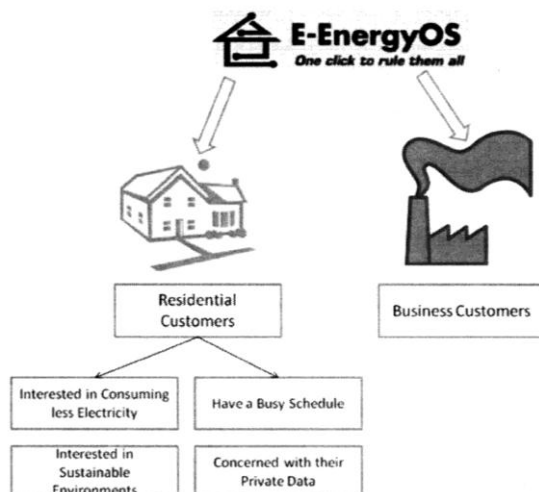 E-EnergyOS
One click to rule them all
Residential
Customers
Business Customers
Interested in Consuming
less Electricity
Have a Busy Schedule
Interested in
Sustainable
Environments
Concerned with their
Private Data